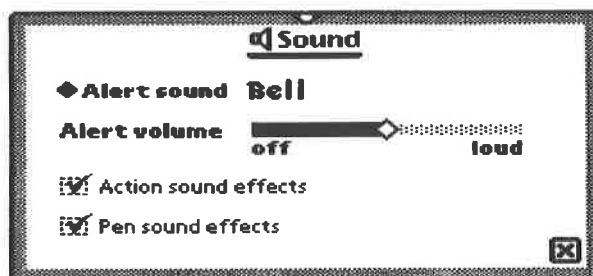 Sound
Alert sound Bell
Alert volume
off loud
Action sound effects
Pen sound effects